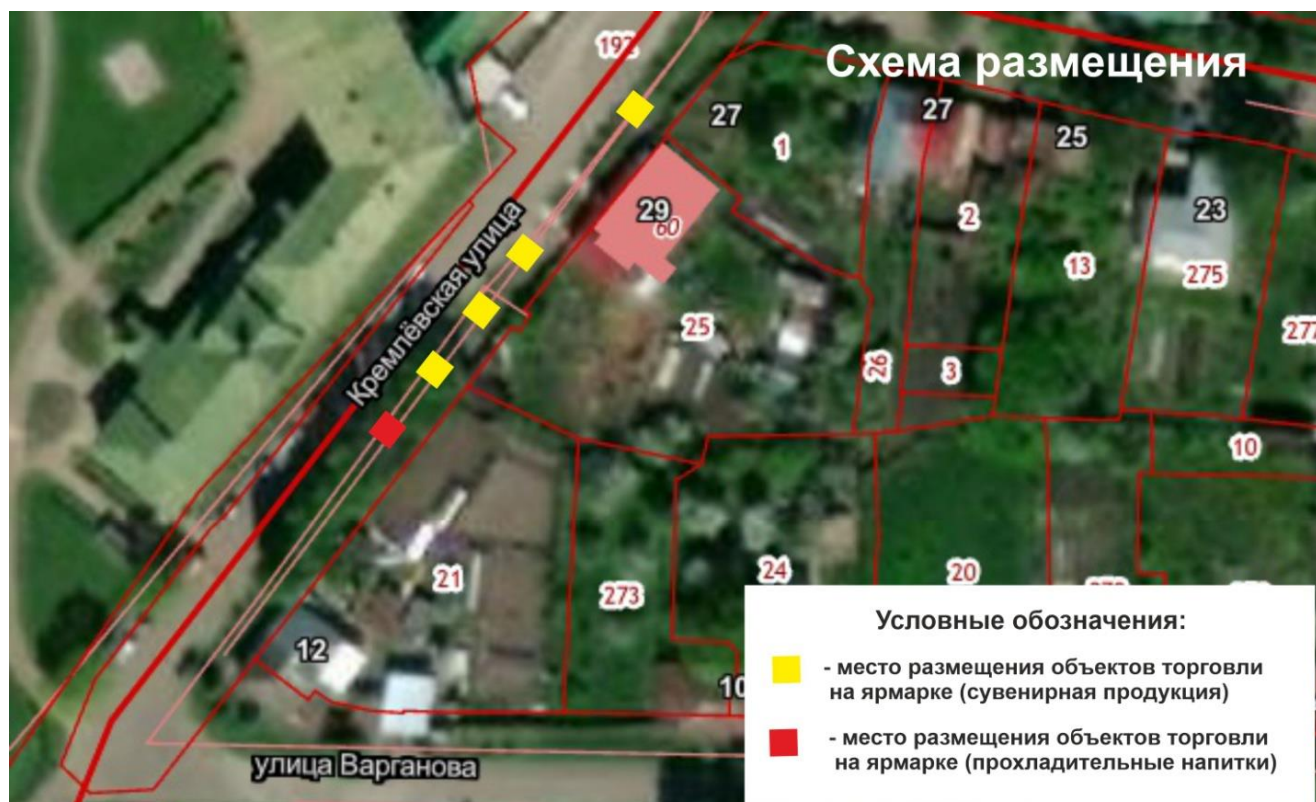 Схема размещения
192
27
1
27
25
29
60
2
23
13
275
277
Кремлёвская улица
25
26
3
10
21
273
24
20
12
10
улица Варганова
Условные обозначения:
- место размещения объектов торговли
на ярмарке (сувенирная продукция)
- место размещения объектов торговли
на ярмарке (прохладительные напитки)